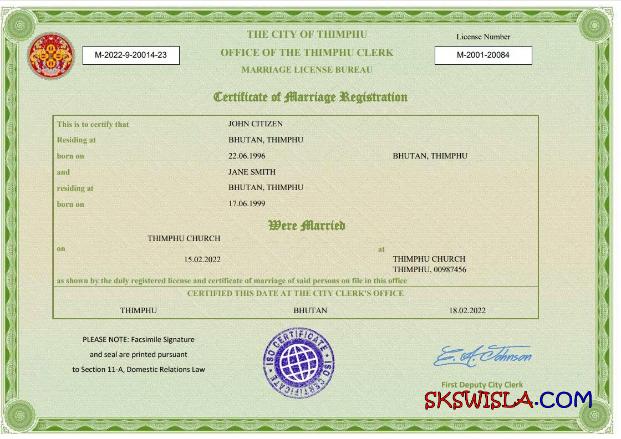 THE CITY OF THIMPHU
License Number
M-2022-9-20014-23
OFFICE OF THE THIMPHU CLERK
M-2001-20084
MARRIAGE LICENSE BUREAU
Certificate of Marriage Registration
This is to certify that JOHN CITIZEN
Residing at BHUTAN, THIMPHU
born on 22.06.1996 BHUTAN, THIMPHU
and JANE SMITH
residing at BHUTAN, THIMPHU
born on 17.06.1999
Were Married
THIMPHU CHURCH
on at
15.02.2022 THIMPHU CHURCH
THIMPHU, 00987456
as shown by the duly registered license and certificate of marriage of said persons on file in this office
CERTIFIED THIS DATE AT THE CITY CLERK'S OFFICE
THIMPHU BHUTAN 18.02.2022
PLEASE NOTE: Facsimile Signature
and seal are printed pursuant
to Section 11-A, Domestic Relations Law
ISO CERTIFICATE
ISO CERTIFICATE
E. A. Johnson
First Deputy City Clerk
SKSWISLA.COM